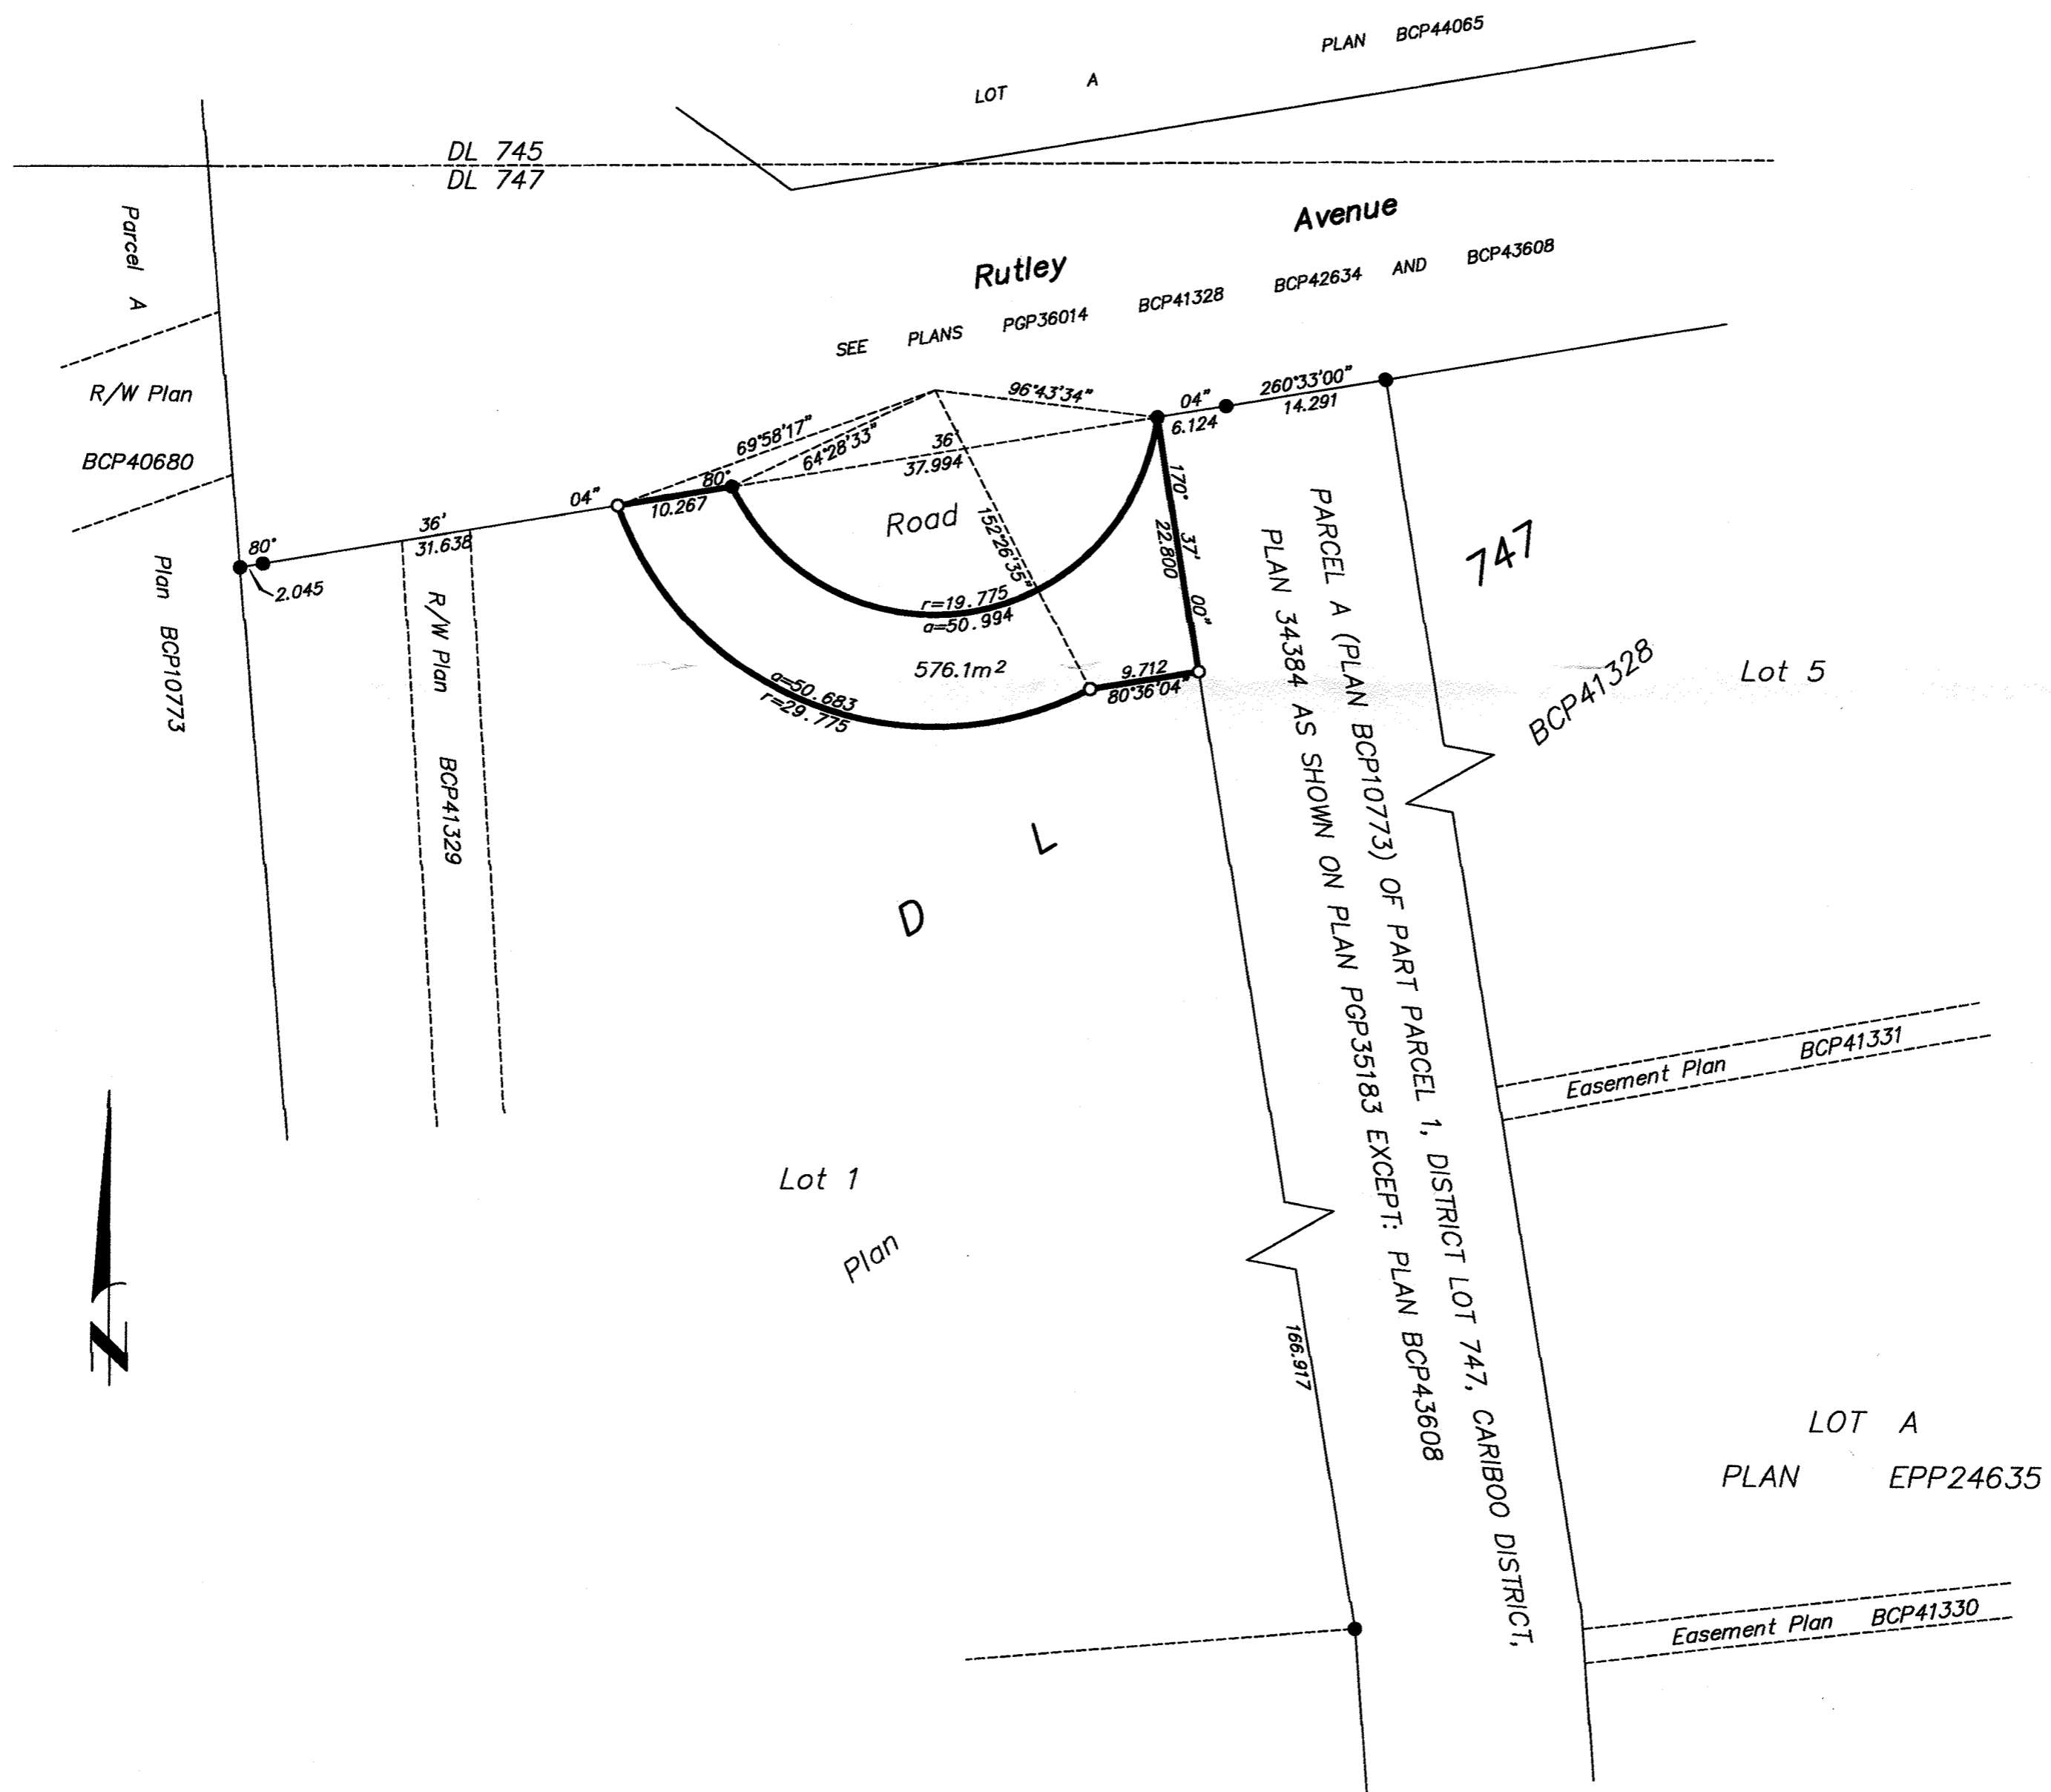 PLAN BCP44065
LOT A
DL 745
DL 747
Parcel A
Avenue
Rutley
SEE PLANS PGP36014 BCP41328 BCP42634 AND BCP43608
R/W Plan
BCP40680
96°43'34"
04"
6.124
260°33'00"
14.291
69°58'17"
64°28'33"
36'
37.994
80°
10.267
04"
36'
31.638
80°
2.045
Road
152°26'35"
170° 37' 00"
22.800
r=19.775
a=50.994
576.1m²
a=50.683
r=29.775
9.712
80°36'04"
Plan BCP10773
R/W Plan BCP41329
PARCEL A (PLAN BCP10773) OF PART PARCEL 1, DISTRICT LOT 747, CARIBOO DISTRICT,
PLAN 34384 AS SHOWN ON PLAN PGP35183 EXCEPT: PLAN BCP43608
D L 747
Lot 5
Plan BCP41328
Lot 1
Easement Plan BCP41331
N
166.917
LOT A
PLAN EPP24635
Easement Plan BCP41330